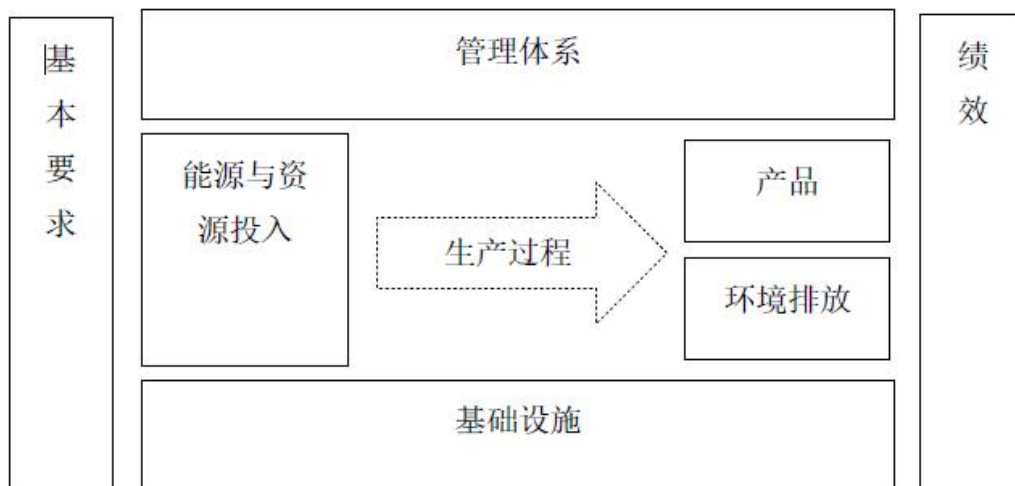 基
本
要
求
管理体系
能源与资
源投入
生产过程
产品
环境排放
基础设施
绩
效